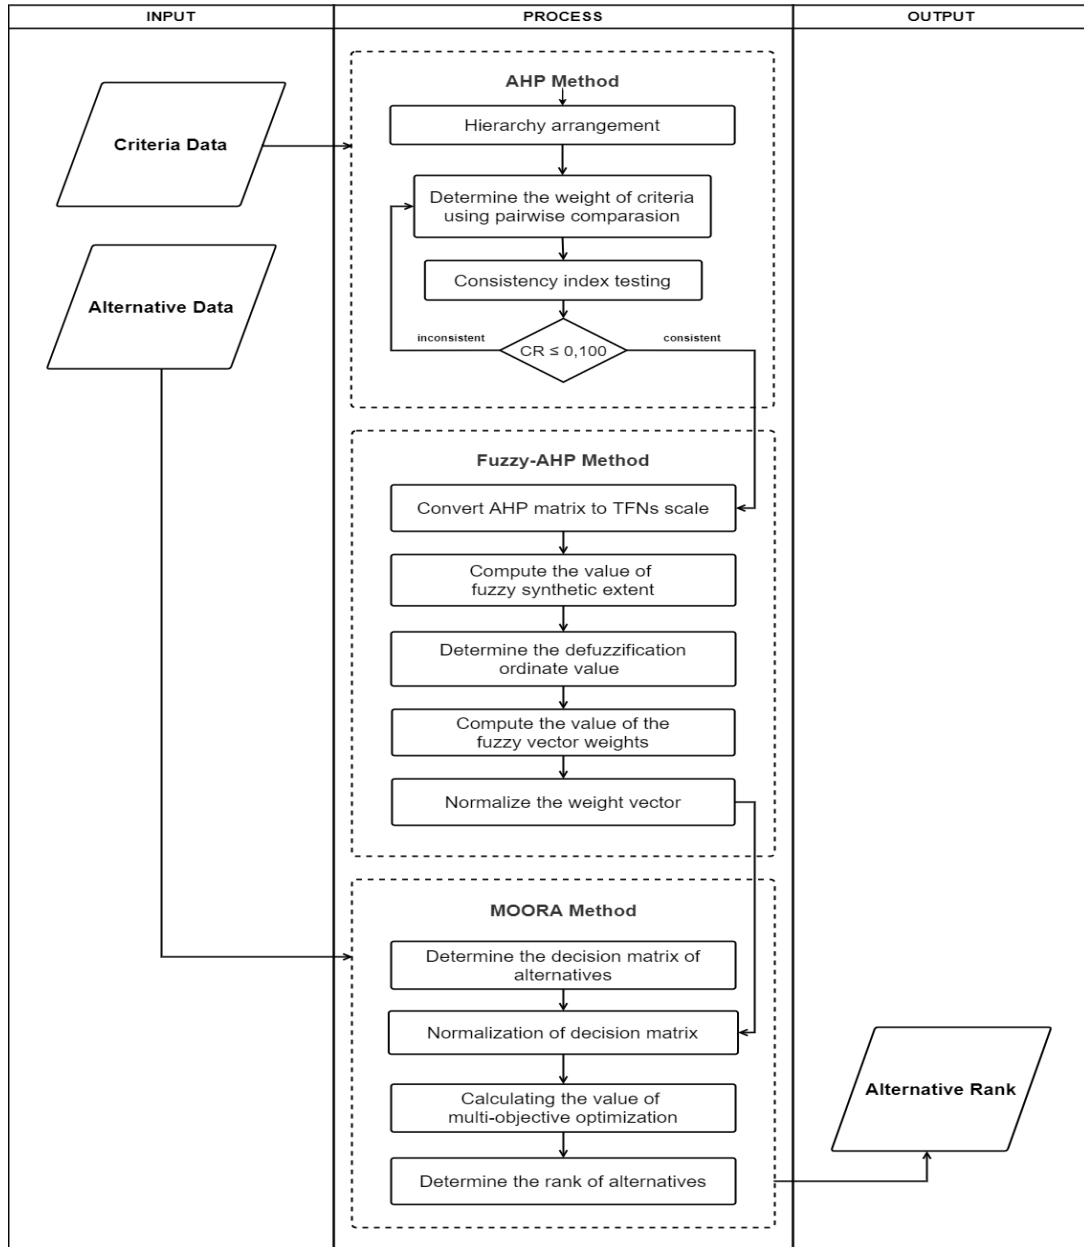 INPUT
PROCESS
OUTPUT
Criteria Data
Alternative Data
AHP Method
Hierarchy arrangement
Determine the weight of criteria
using pairwise comparasion
Consistency index testing
inconsistent
CR ≤ 0,100
consistent
Fuzzy-AHP Method
Convert AHP matrix to TFNs scale
Compute the value of
fuzzy synthetic extent
Determine the defuzzification
ordinate value
Compute the value of the
fuzzy vector weights
Normalize the weight vector
MOORA Method
Determine the decision matrix of
alternatives
Normalization of decision matrix
Calculating the value of
multi-objective optimization
Determine the rank of alternatives
Alternative Rank